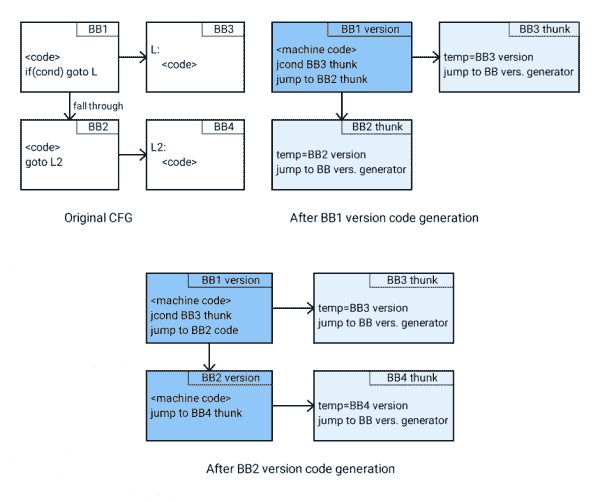 BB1
<code>
if(cond) goto L
BB3
L:
<code>
fall through
BB2
<code>
goto L2
BB4
L2:
<code>
Original CFG
BB1 version
<machine code>
jcond BB3 thunk
jump to BB2 thunk
BB3 thunk
temp=BB3 version
jump to BB vers. generator
BB2 thunk
temp=BB2 version
jump to BB vers. generator
After BB1 version code generation
BB1 version
<machine code>
jcond BB3 thunk
jump to BB2 code
BB3 thunk
temp=BB3 version
jump to BB vers. generator
BB2 version
<machine code>
jump to BB4 thunk
BB4 thunk
temp=BB4 version
jump to BB vers. generator
After BB2 version code generation